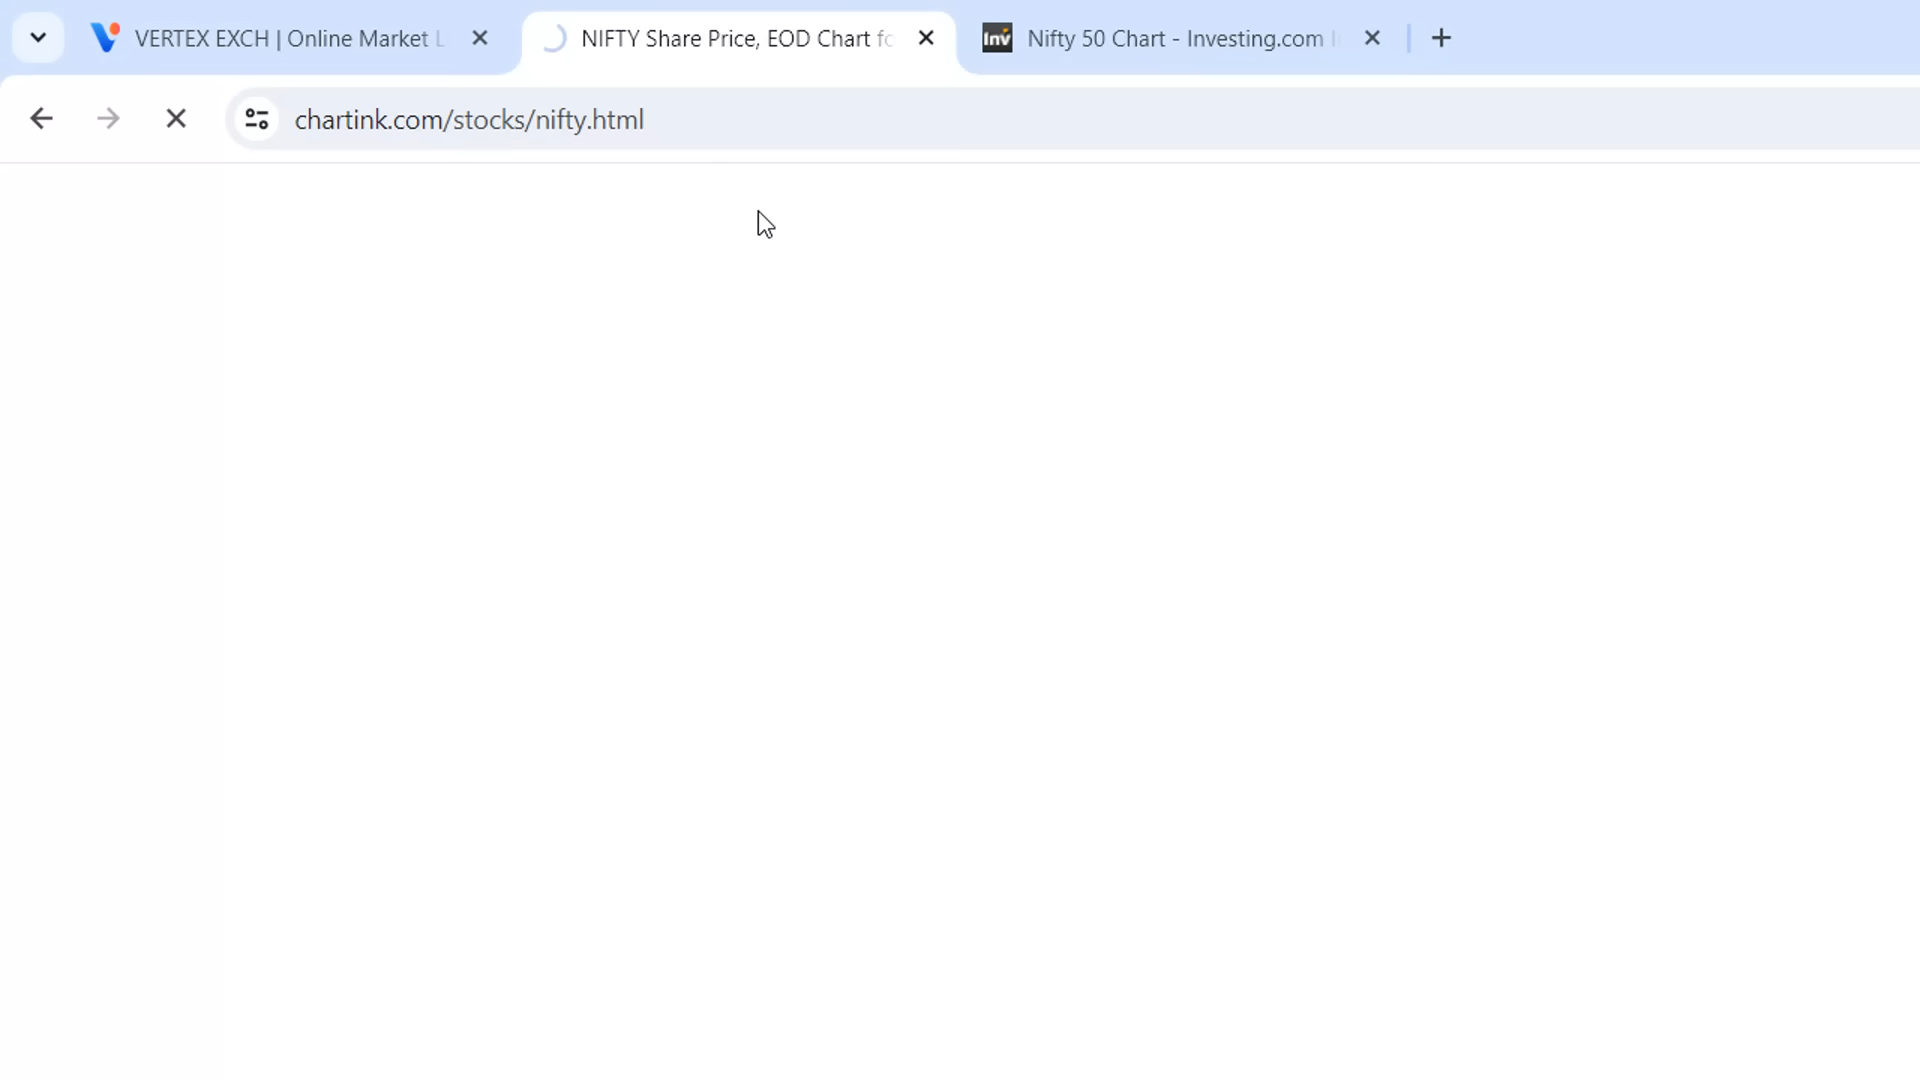 VERTEX EXCH | Online Market
NIFTY Share Price, EOD Chart
Inv Nifty 50 Chart - Investing.com
chartink.com/stocks/nifty.html